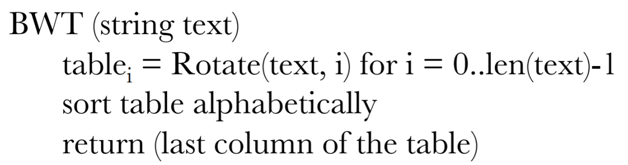 BWT (string text)
table_i = Rotate(text, i) for i = 0..len(text)-1
sort table alphabetically
return (last column of the table)